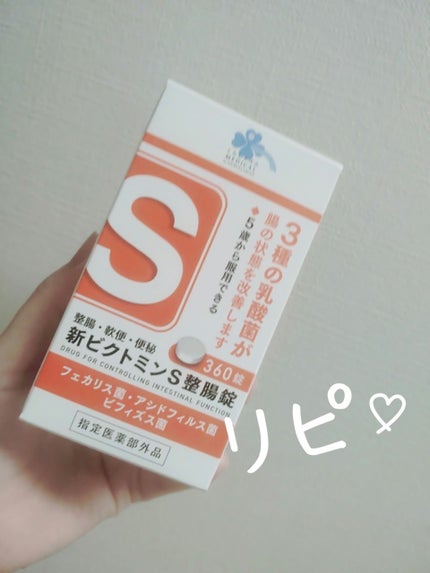 MEDICAL
3種の乳酸菌が
腸の状態を改善します
◆5歳から服用できる
S
整腸・軟便・便秘
新ビクトミンS整腸錠
360錠
DRUG FOR CONTROLLING INTESTINAL FUNCTION
フェカリス菌・アシドフィルス菌
ビフィズス菌
指定医薬部外品
リピ♡